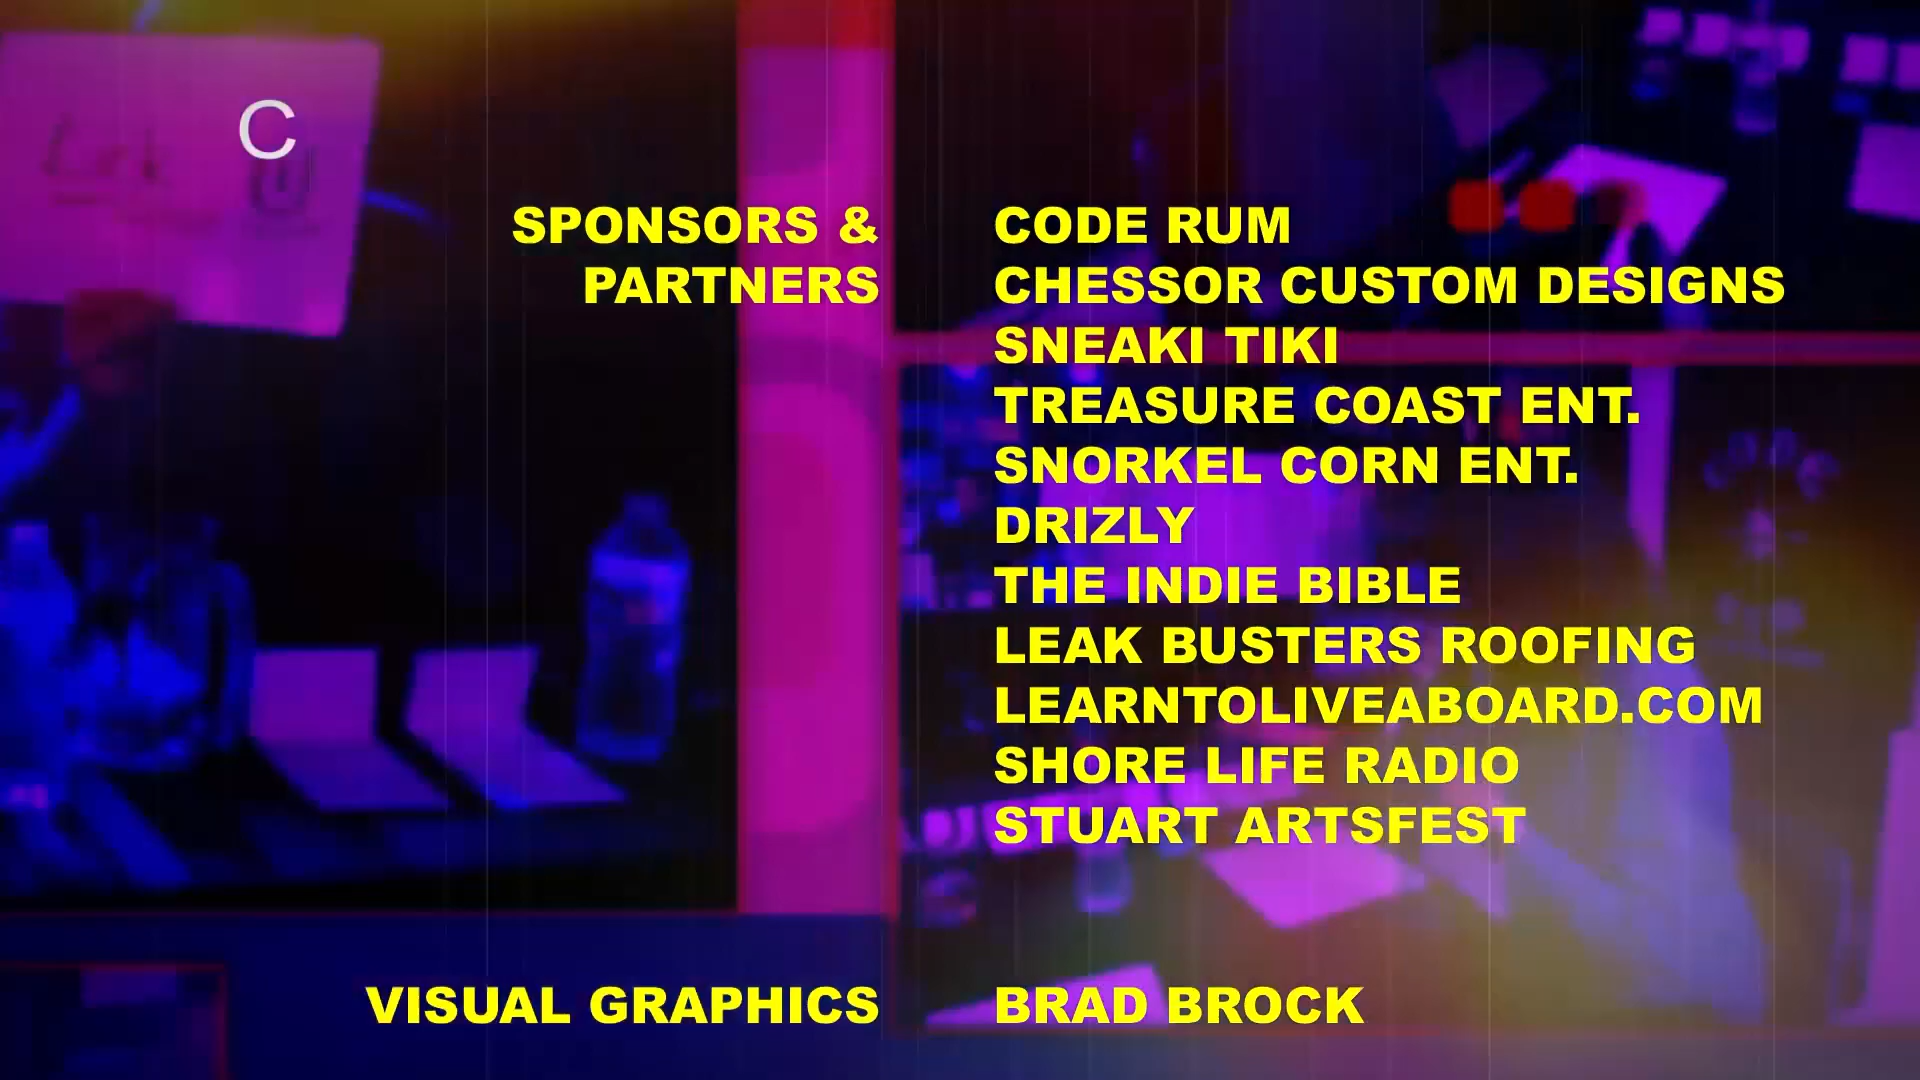 C
SPONSORS &
PARTNERS
CODE RUM
CHESSOR CUSTOM DESIGNS
SNEAKI TIKI
TREASURE COAST ENT.
SNORKEL CORN ENT.
DRIZLY
THE INDIE BIBLE
LEAK BUSTERS ROOFING
LEARNTOLIVEABOARD.COM
SHORE LIFE RADIO
STUART ARTSFEST
VISUAL GRAPHICS
BRAD BROCK